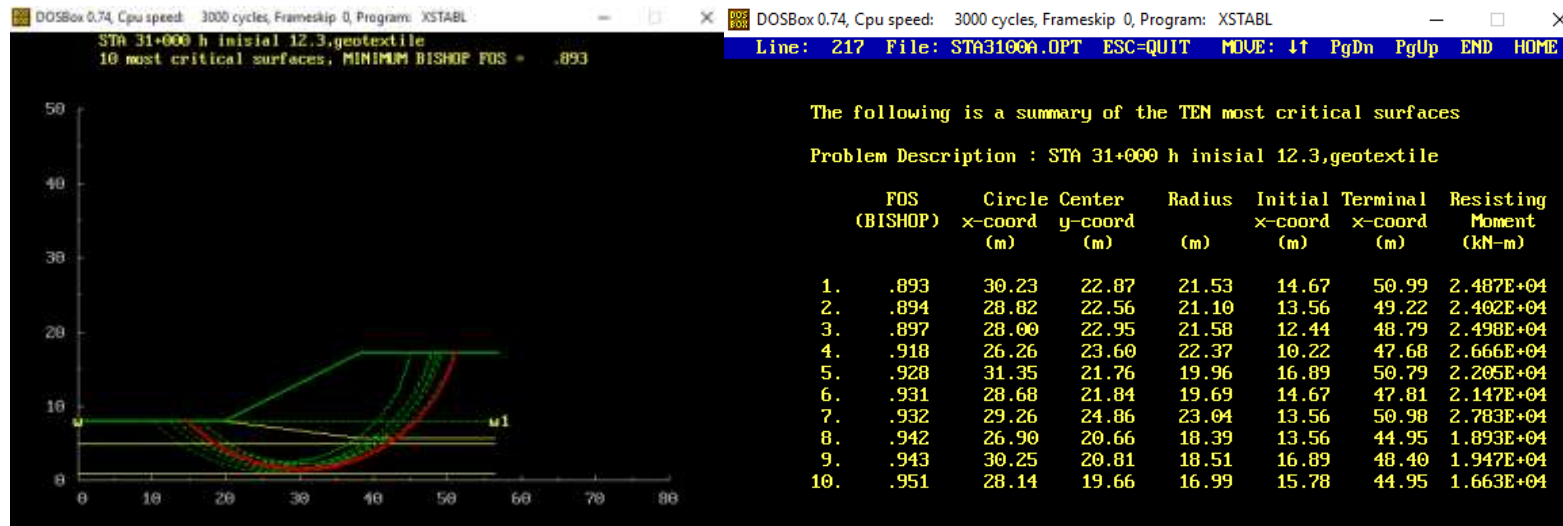 DOSBox 0.74, Cpu speed: 3000 cycles, Frameskip 0, Program: XSTABL
STA 31+000 h inisial 12.3,geotextile
10 most critical surfaces, MINIMUM BISHOP FOS = .893
50
40
30
20
10
0
w w1
0 10 20 30 40 50 60 70 80
DOSBox 0.74, Cpu speed: 3000 cycles, Frameskip 0, Program: XSTABL
Line: 217 File: STA3100A.OPT ESC=QUIT MOVE: ↓↑ PgDn PgUp END HOME
The following is a summary of the TEN most critical surfaces
Problem Description : STA 31+000 h inisial 12.3,geotextile
FOS Circle Center Radius Initial Terminal Resisting
(BISHOP) x-coord y-coord x-coord x-coord Moment
(m) (m) (m) (m) (m) (kN-m)
1. .893 30.23 22.87 21.53 14.67 50.99 2.487E+04
2. .894 28.82 22.56 21.10 13.56 49.22 2.402E+04
3. .897 28.00 22.95 21.58 12.44 48.79 2.498E+04
4. .918 26.26 23.60 22.37 10.22 47.68 2.666E+04
5. .928 31.35 21.76 19.96 16.89 50.79 2.205E+04
6. .931 28.68 21.84 19.69 14.67 47.81 2.147E+04
7. .932 29.26 24.86 23.04 13.56 50.98 2.783E+04
8. .942 26.90 20.66 18.39 13.56 44.95 1.893E+04
9. .943 30.25 20.81 18.51 16.89 48.40 1.947E+04
10. .951 28.14 19.66 16.99 15.78 44.95 1.663E+04